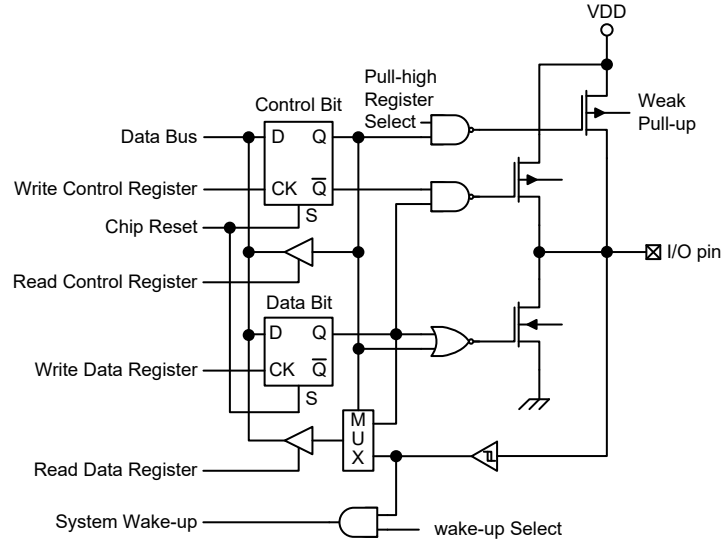 VDD
Pull-high
Register
Select
Weak
Pull-up
Control Bit
Data Bus
D
Q
Write Control Register
CK
Q̅
Chip Reset
S
I/O pin
Read Control Register
Data Bit
D
Q
Write Data Register
CK
Q̅
S
M
U
X
Read Data Register
System Wake-up
wake-up Select